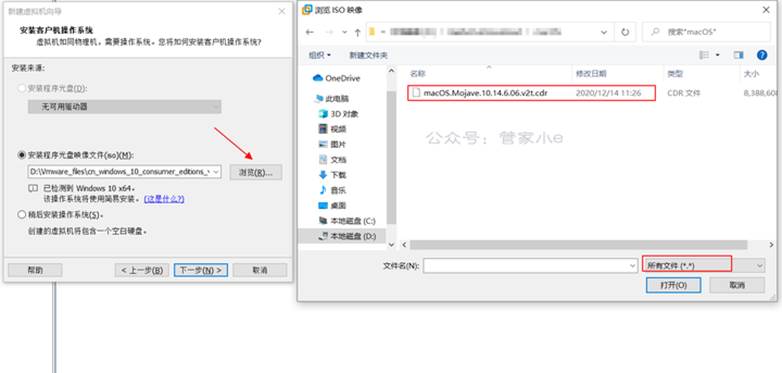 新建虚拟机向导
安装客户机操作系统
虚拟机如同物理机，需要操作系统。您将如何安装客户机操作系统?
安装来源:
安装程序光盘(D):
无可用驱动器
安装程序光盘映像文件(iso)(M):
D:\Vmware_files\cn_windows_10_consumer_editions_v
浏览(R)...
已检测到 Windows 10 x64。
该操作系统将使用简易安装。(这是什么?)
稍后安装操作系统(S)。
创建的虚拟机将包含一个空白硬盘。
帮助
< 上一步(B)
下一步(N) >
取消
浏览 ISO 映像
搜索"macOS"
组织
新建文件夹
名称
修改日期
类型
大小
OneDrive
此电脑
3D 对象
视频
图片
文档
下载
音乐
桌面
本地磁盘 (C:)
本地磁盘 (D:)
macOS.Mojave.10.14.6.06.v2t.cdr
2020/12/14 11:26
CDR 文件
8,388,608
公众号：管家小e
文件名(N):
所有文件 (*.*)
打开(O)
取消